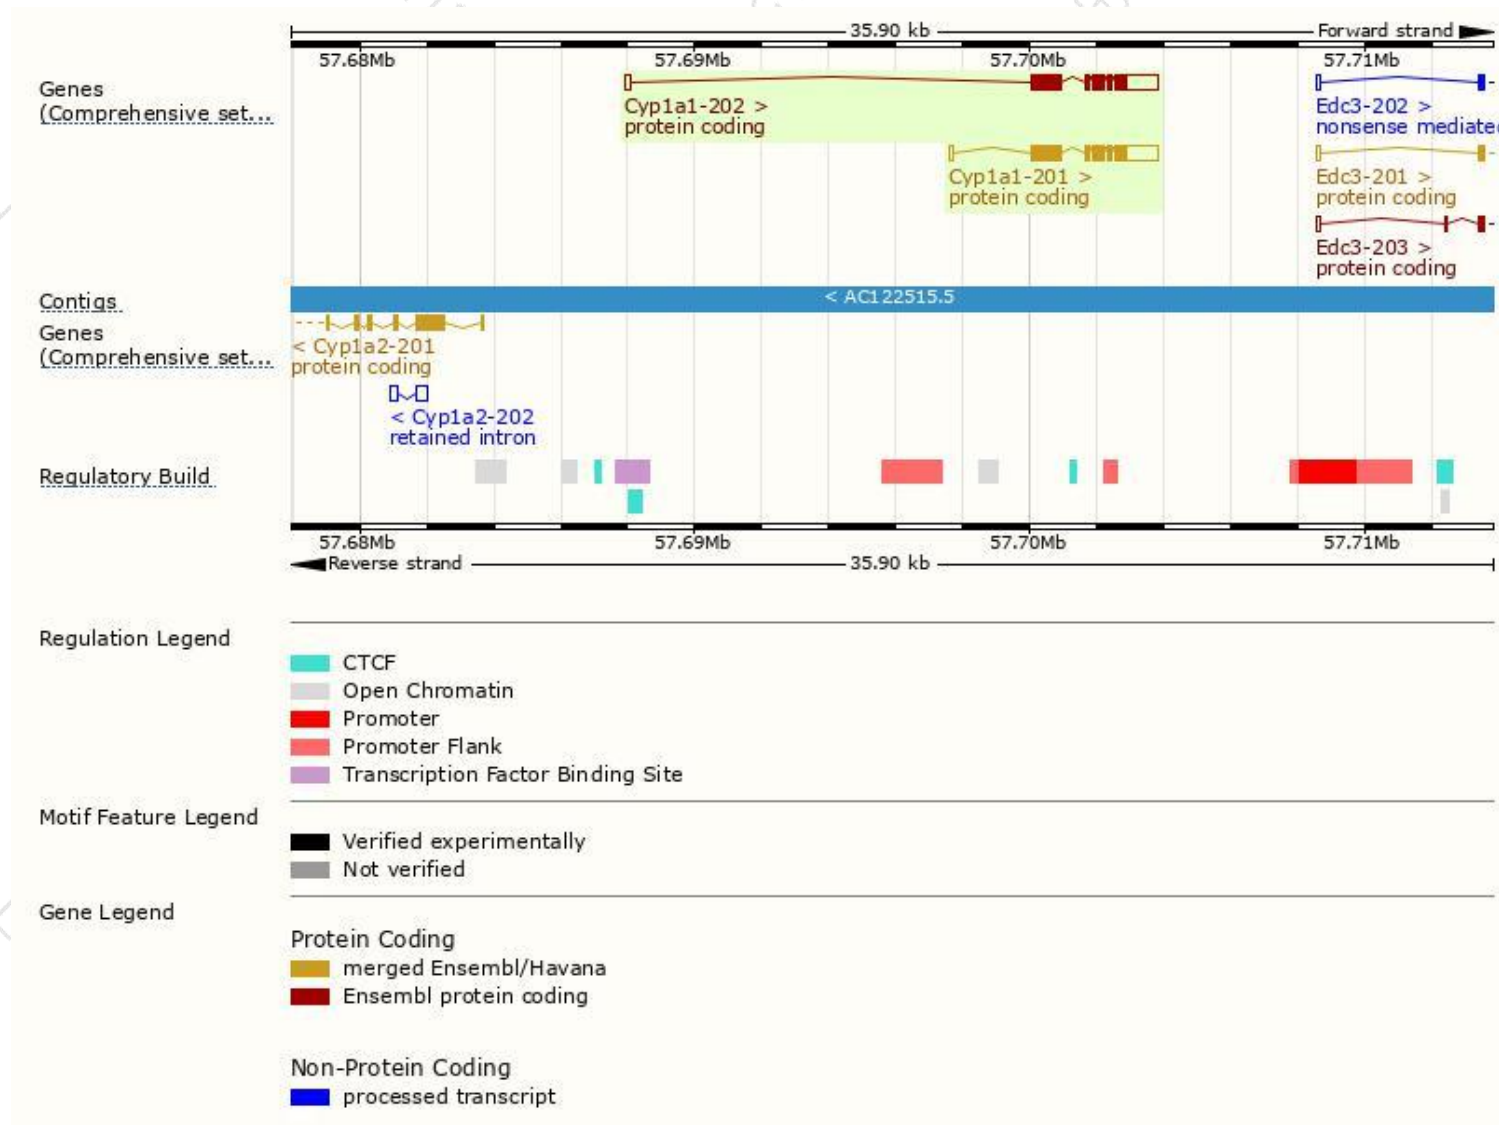 35.90 kb Forward strand
57.68Mb 57.69Mb 57.70Mb 57.71Mb
Genes
(Comprehensive set...
Cyp1a1-202 >
protein coding
Edc3-202 >
nonsense mediate
Cyp1a1-201 >
protein coding
Edc3-201 >
protein coding
Edc3-203 >
protein coding
Contigs
< AC122515.5
Genes
(Comprehensive set...
< Cyp1a2-201
protein coding
< Cyp1a2-202
retained intron
Regulatory Build
57.68Mb 57.69Mb 57.70Mb 57.71Mb
Reverse strand 35.90 kb
Regulation Legend
CTCF
Open Chromatin
Promoter
Promoter Flank
Transcription Factor Binding Site
Motif Feature Legend
Verified experimentally
Not verified
Gene Legend
Protein Coding
merged Ensembl/Havana
Ensembl protein coding
Non-Protein Coding
processed transcript